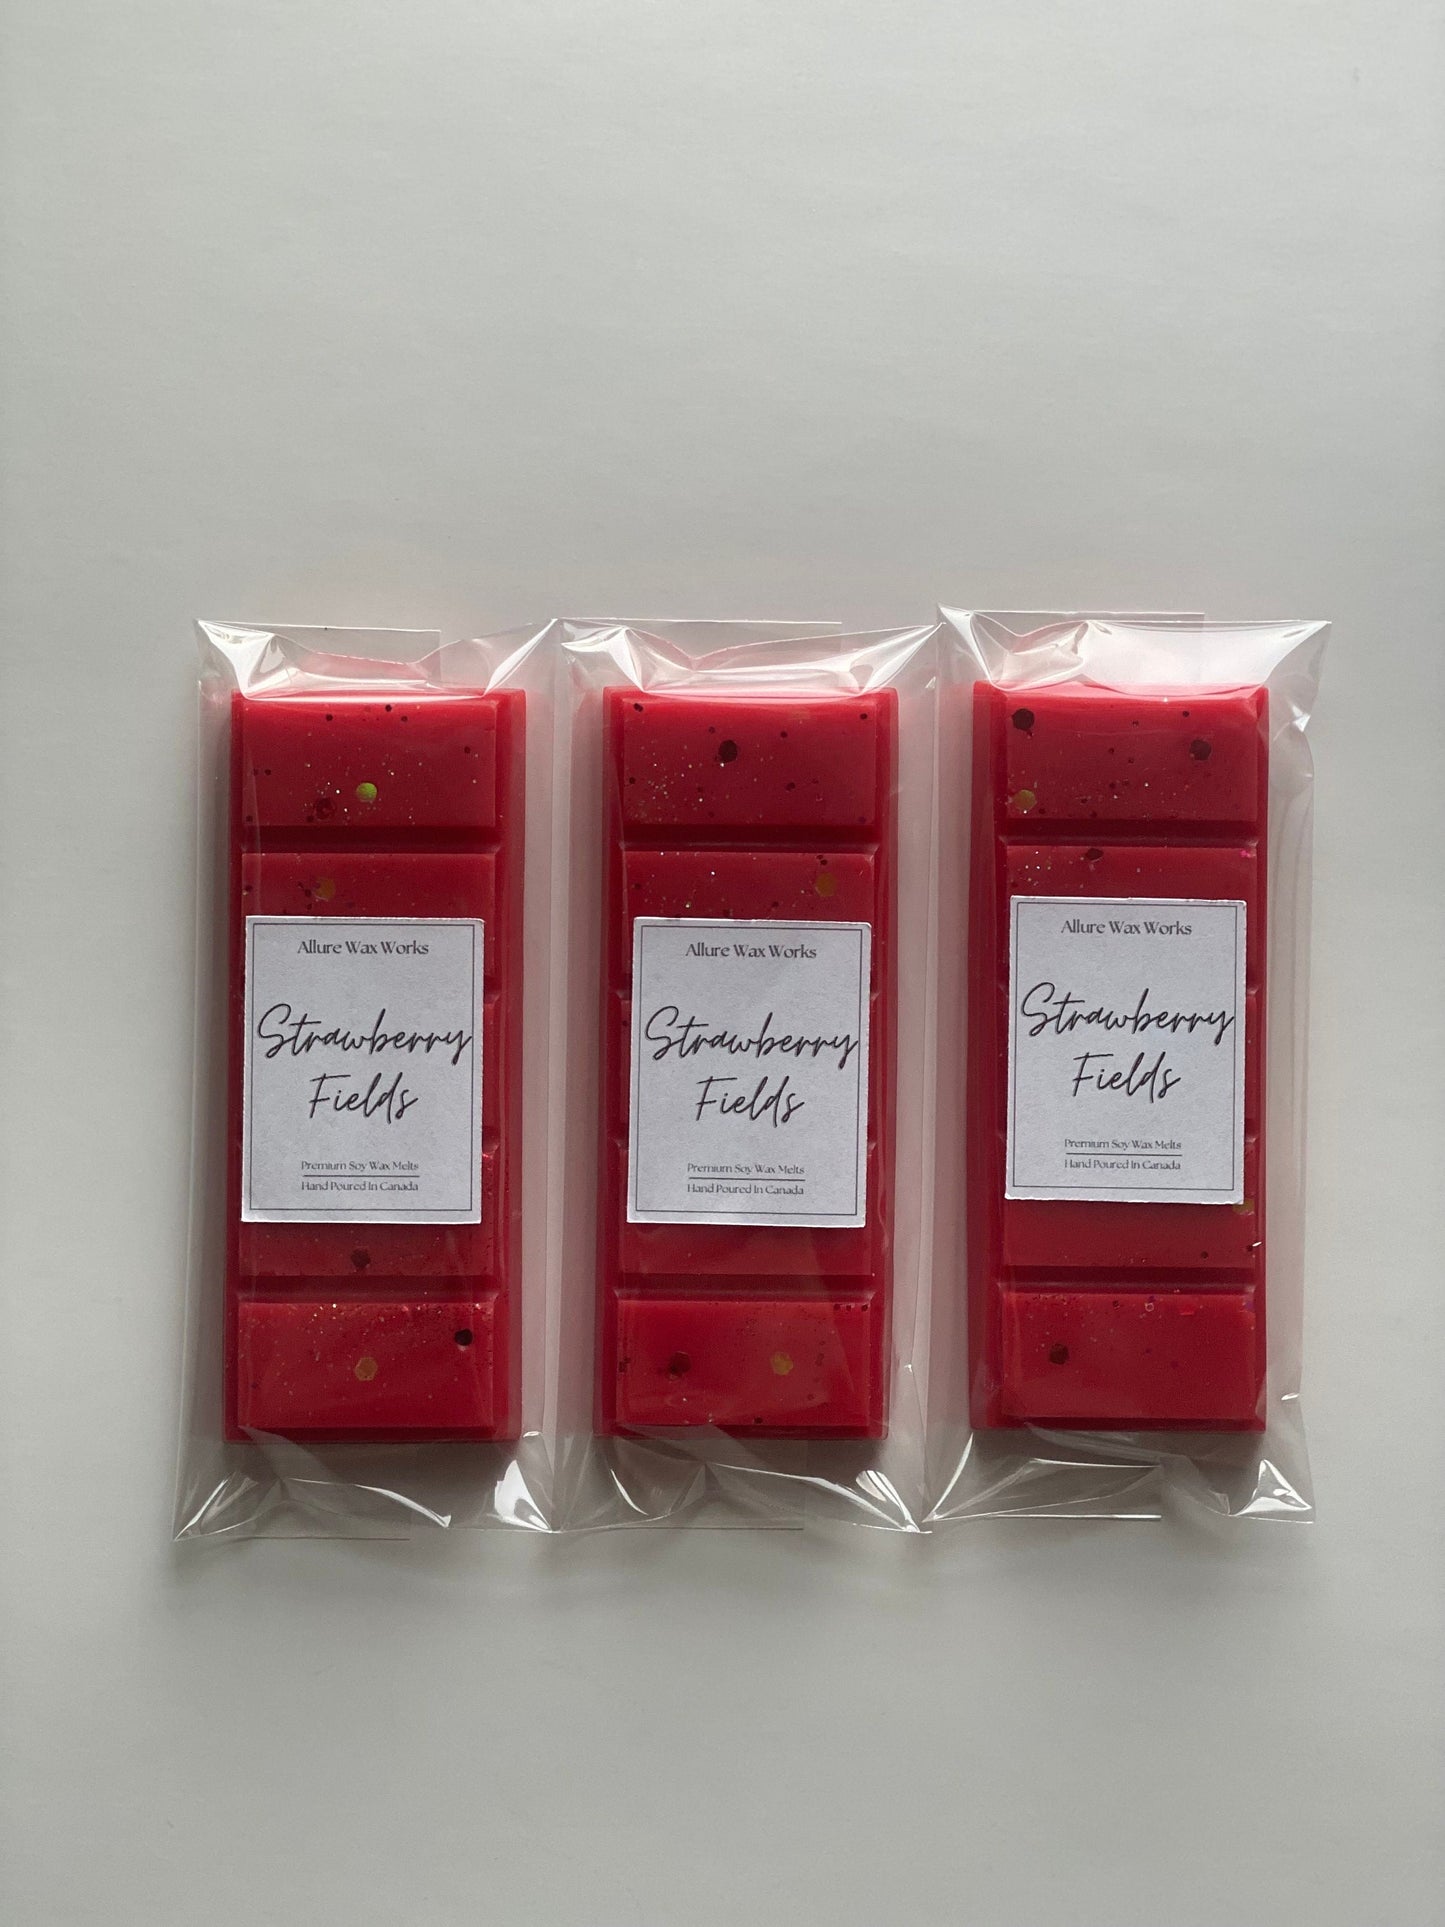 Allure Wax Works
Strawberry
Fields
Premium Soy Wax Melts
Hand Poured In Canada
Allure Wax Works
Strawberry
Fields
Premium Soy Wax Melts
Hand Poured In Canada
Allure Wax Works
Strawberry
Fields
Premium Soy Wax Melts
Hand Poured In Canada